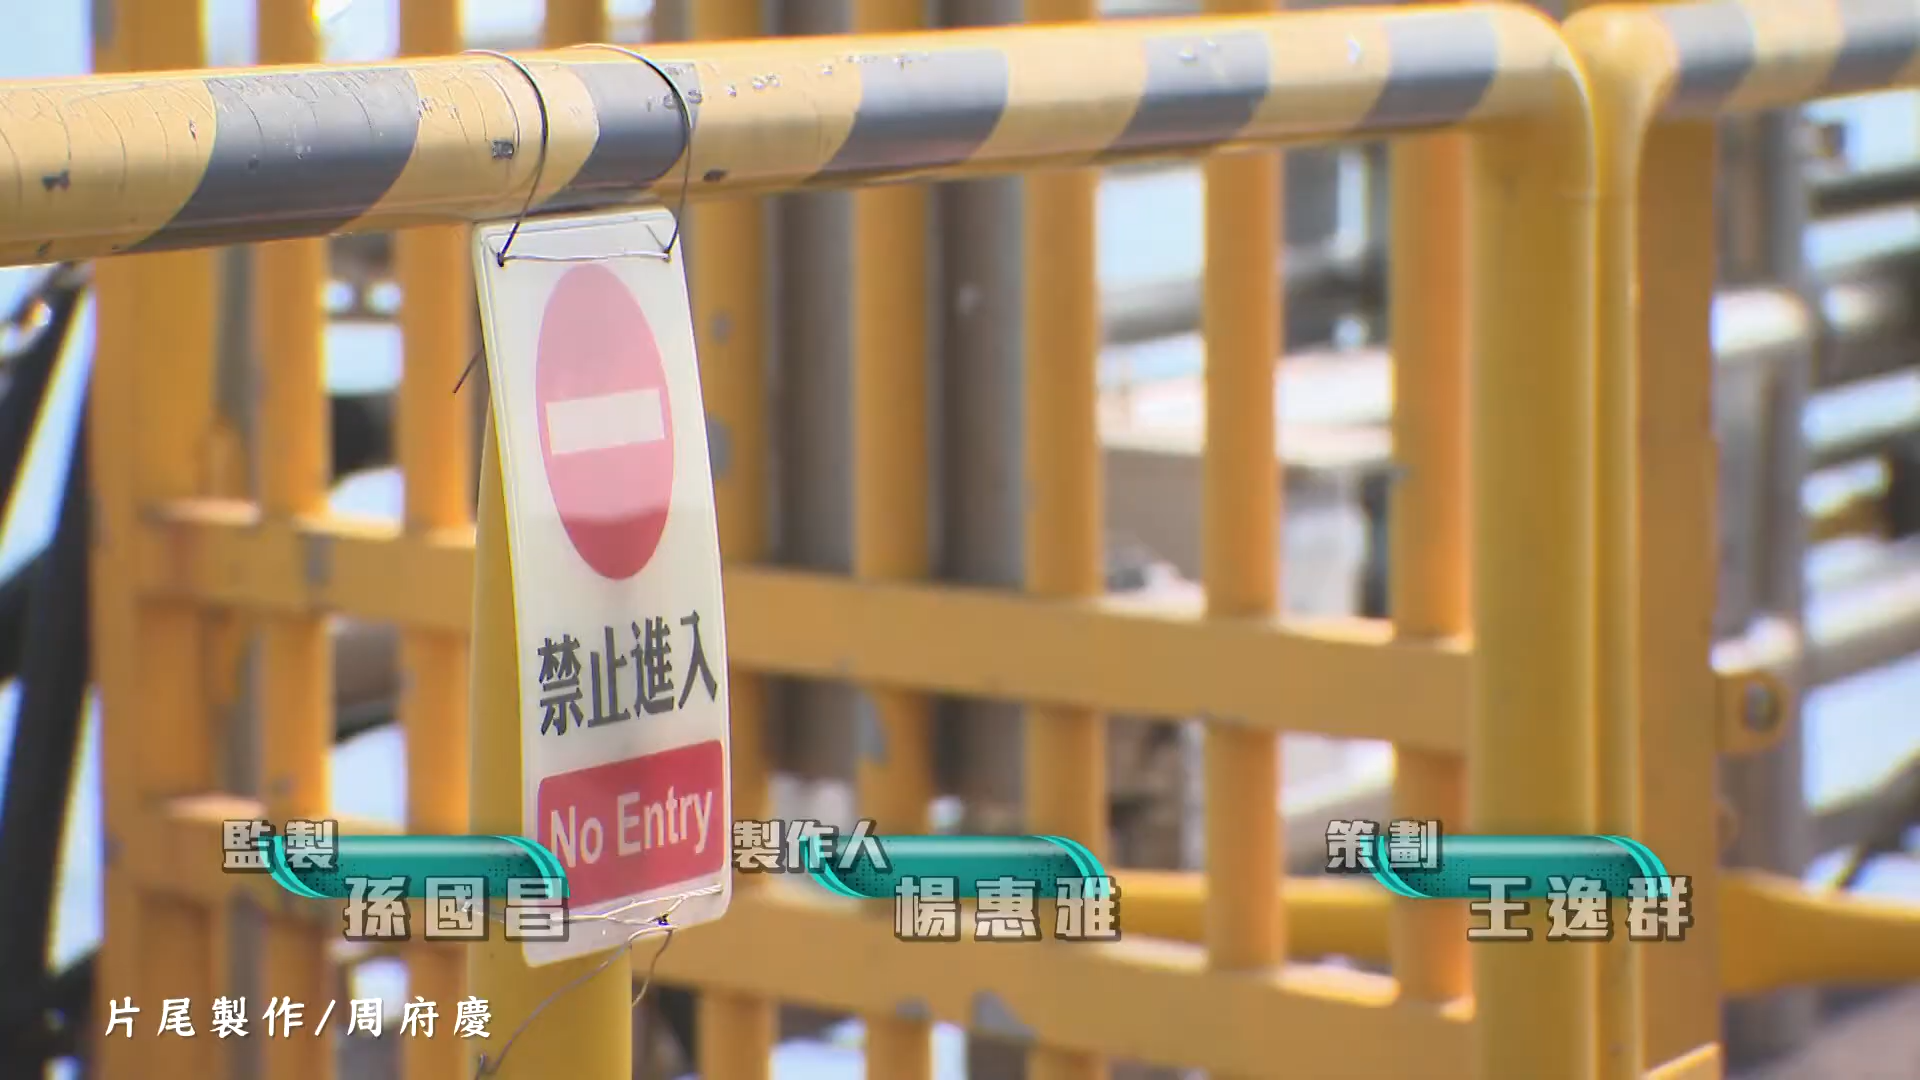 禁止進入
No Entry
監製
孫國昌
製作人
楊惠雅
策劃
王逸群
片尾製作/周府慶